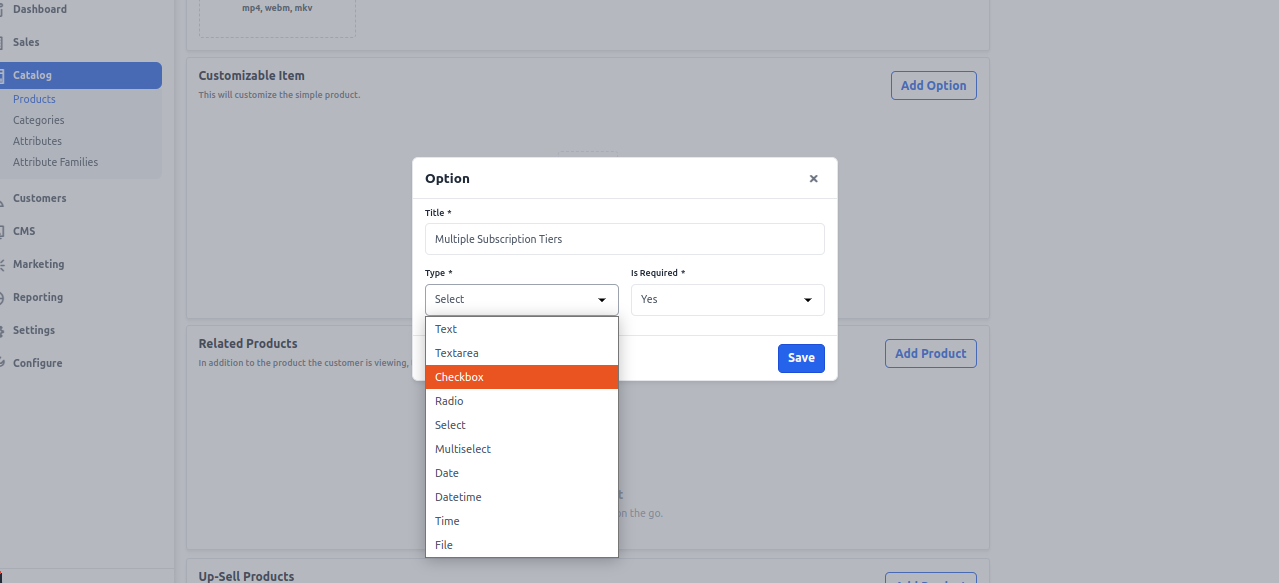 Dashboard
mp4, webm, mkv
Sales
Catalog
Products
Categories
Attributes
Attribute Families
Customers
CMS
Marketing
Reporting
Settings
Configure
Customizable Item
This will customize the simple product.
Add Option
Option
×
Title *
Multiple Subscription Tiers
Type *
Is Required *
Select
Yes
Text
Textarea
Checkbox
Radio
Select
Multiselect
Date
Datetime
Time
File
Save
Related Products
In addition to the product the customer is viewing,
Add Product
on the go.
Up-Sell Products
Add Product